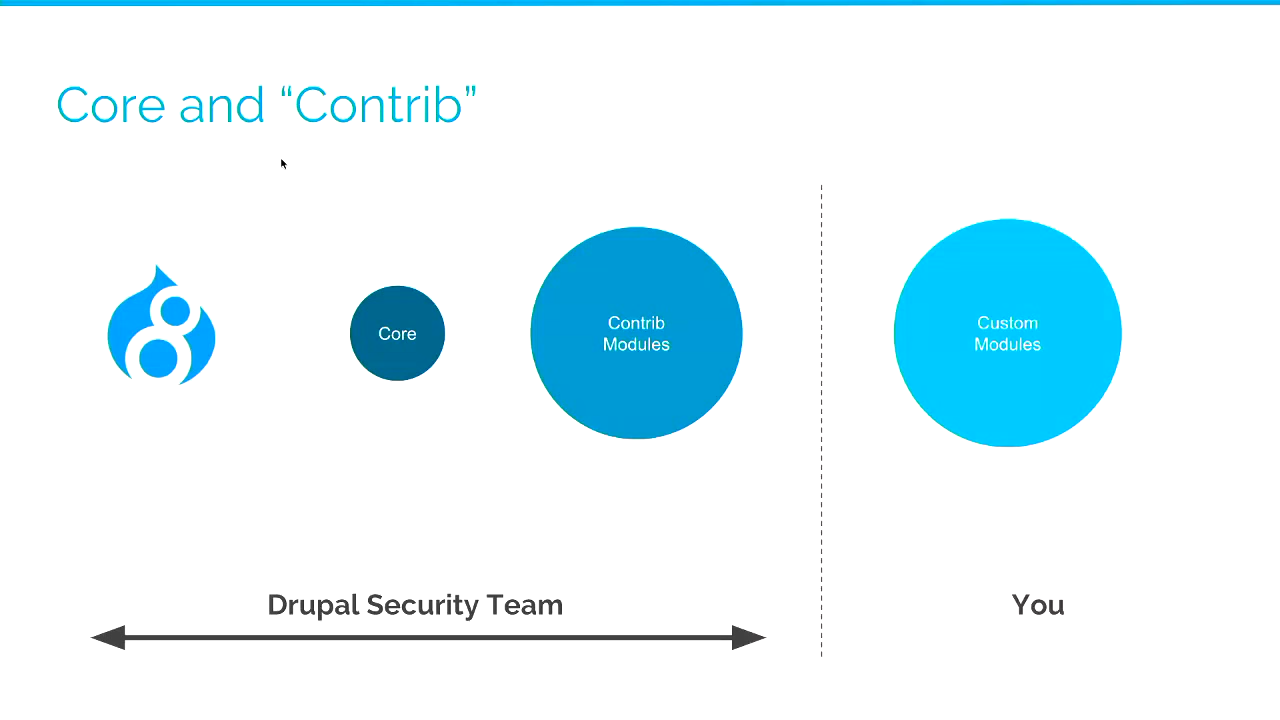 Core and “Contrib”
8
Core
Contrib
Modules
Custom
Modules
Drupal Security Team
You